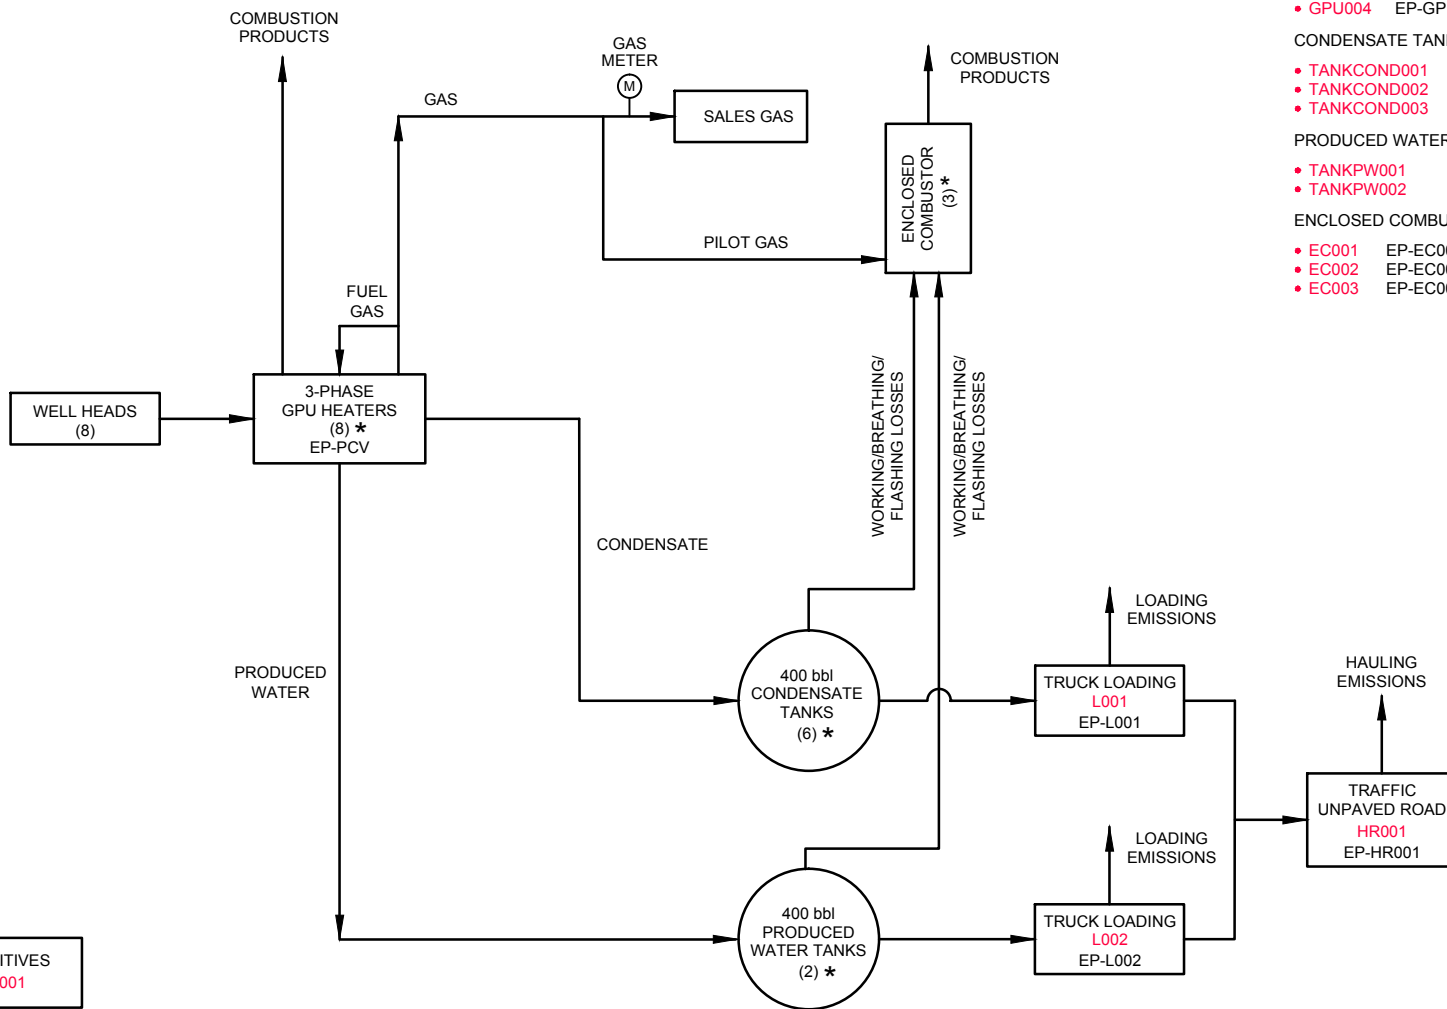 COMBUSTION
PRODUCTS
GAS
METER
M
GAS
SALES GAS
COMBUSTION
PRODUCTS
ENCLOSED
COMBUSTOR
(3) *
PILOT GAS
FUEL
GAS
WELL HEADS
(8)
3-PHASE
GPU HEATERS
(8) *
EP-PCV
WORKING/BREATHING/
FLASHING LOSSES
WORKING/BREATHING/
FLASHING LOSSES
CONDENSATE
PRODUCED
WATER
400 bbl
CONDENSATE
TANKS
(6) *
LOADING
EMISSIONS
TRUCK LOADING
L001
EP-L001
HAULING
EMISSIONS
TRAFFIC
UNPAVED ROAD
HR001
EP-HR001
400 bbl
PRODUCED
WATER TANKS
(2) *
LOADING
EMISSIONS
TRUCK LOADING
L002
EP-L002
ITIVES
001
• GPU004 EP-GP
CONDENSATE TAN
• TANKCOND001
• TANKCOND002
• TANKCOND003
PRODUCED WATER
• TANKPW001
• TANKPW002
ENCLOSED COMBU
• EC001 EP-EC00
• EC002 EP-EC00
• EC003 EP-EC00